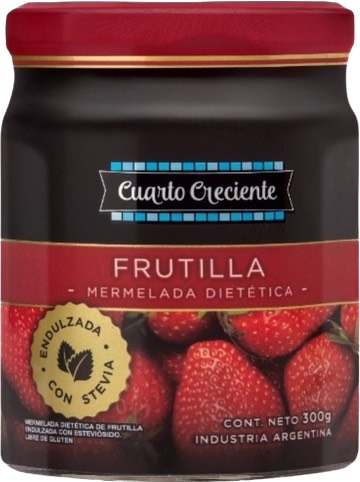 Cuarto Creciente
FRUTILLA
- MERMELADA DIETÉTICA -
ENDULZADA
CON STEVIA
MERMELADA DIETÉTICA DE FRUTILLA
ENDULZADA CON ESTEVIÓSIDO.
LIBRE DE GLUTEN
CONT. NETO 300g
INDUSTRIA ARGENTINA